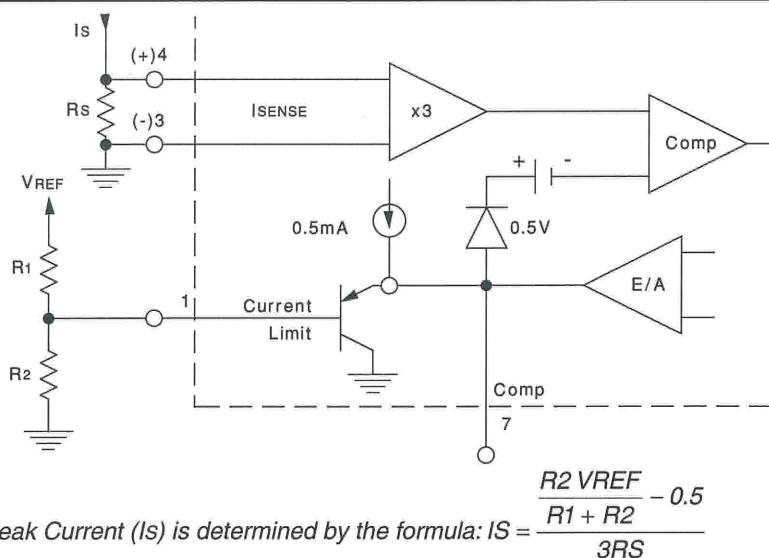 Is
(+)4
Rs
(-)3
ISENSE
x3
Comp
+ -
VREF
0.5mA
0.5V
R1
E/A
1
Current
Limit
R2
Comp
7
eak Current (Is) is determined by the formula: IS = R2 VREF / R1 + R2 – 0.5 / 3RS